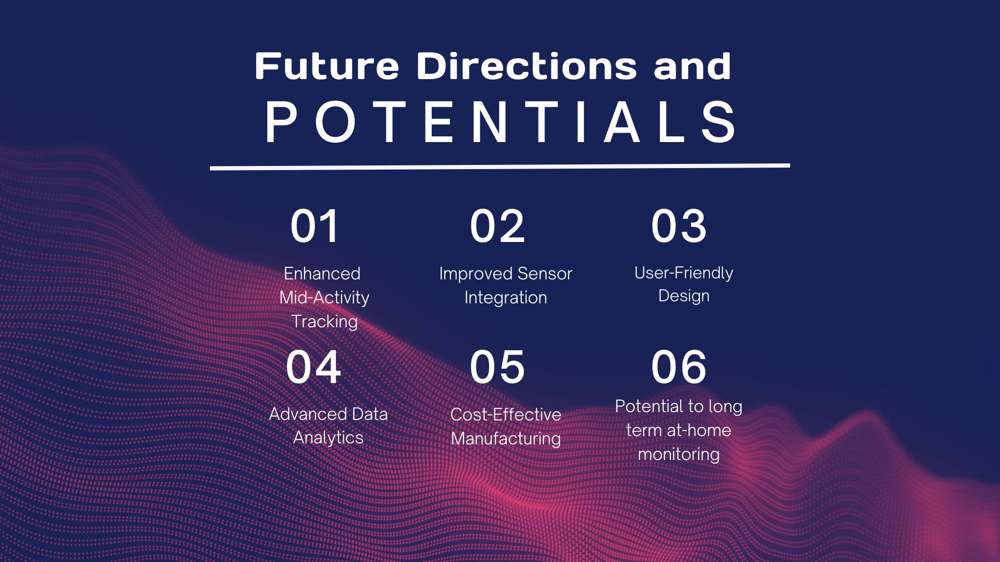 Future Directions and
POTENTIALS
01
Enhanced
Mid-Activity
Tracking
02
Improved Sensor
Integration
03
User-Friendly
Design
04
Advanced Data
Analytics
05
Cost-Effective
Manufacturing
06
Potential to long
term at-home
monitoring